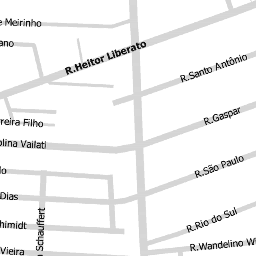 e Meirinho
ano
R.Heitor Liberato
R.Santo Antônio
R.Gaspar
reira Filho
olina Vailati
R.São Paulo
lo
Dias
R.Rio do Sul
chimidt
a Schauffert
R.Wandelino W
Vieira